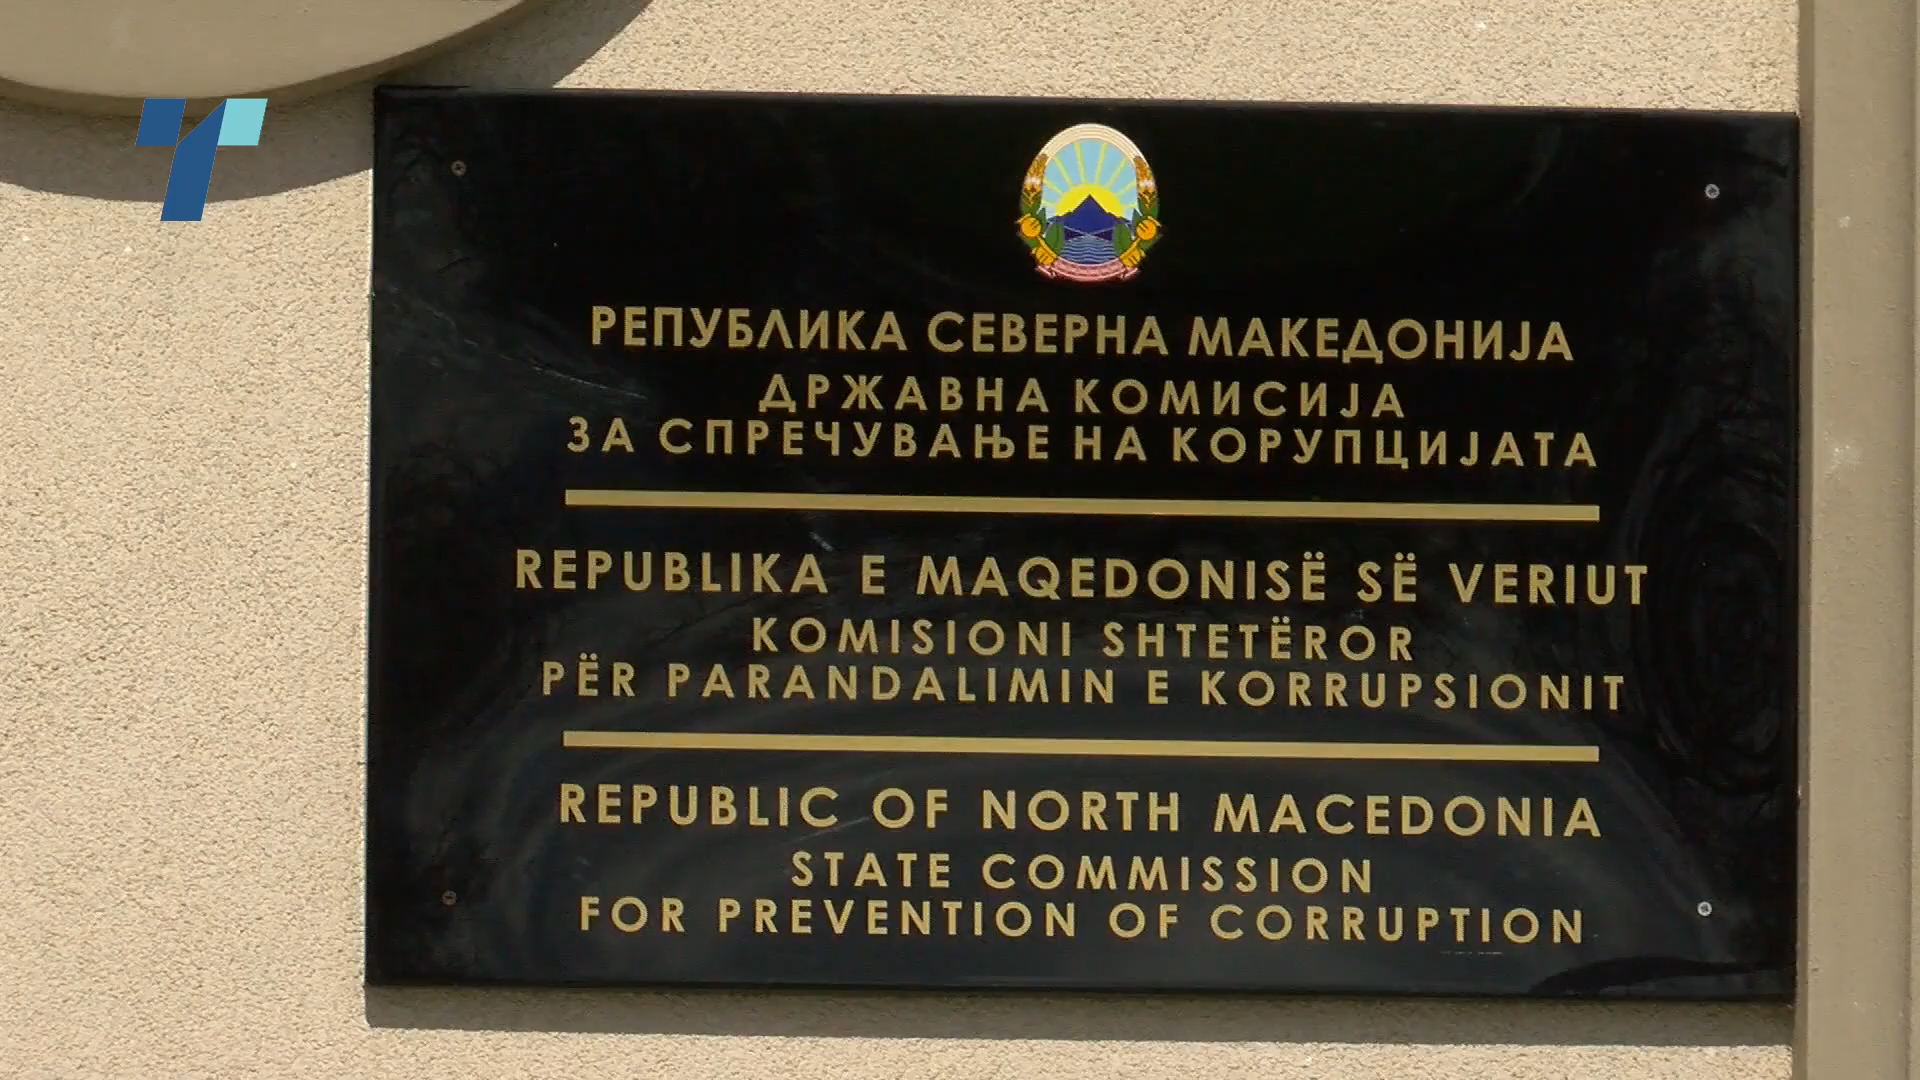 РЕПУБЛИКА СЕВЕРНА МАКЕДОНИЈА
ДРЖАВНА КОМИСИЈА
ЗА СПРЕЧУВАЊЕ НА КОРУПЦИЈАТА
REPUBLIKA E MAQEDONISË SË VERIUT
KOMISIONI SHTETËROR
PËR PARANDALIMIN E KORRUPSIONIT
REPUBLIC OF NORTH MACEDONIA
STATE COMMISSION
FOR PREVENTION OF CORRUPTION